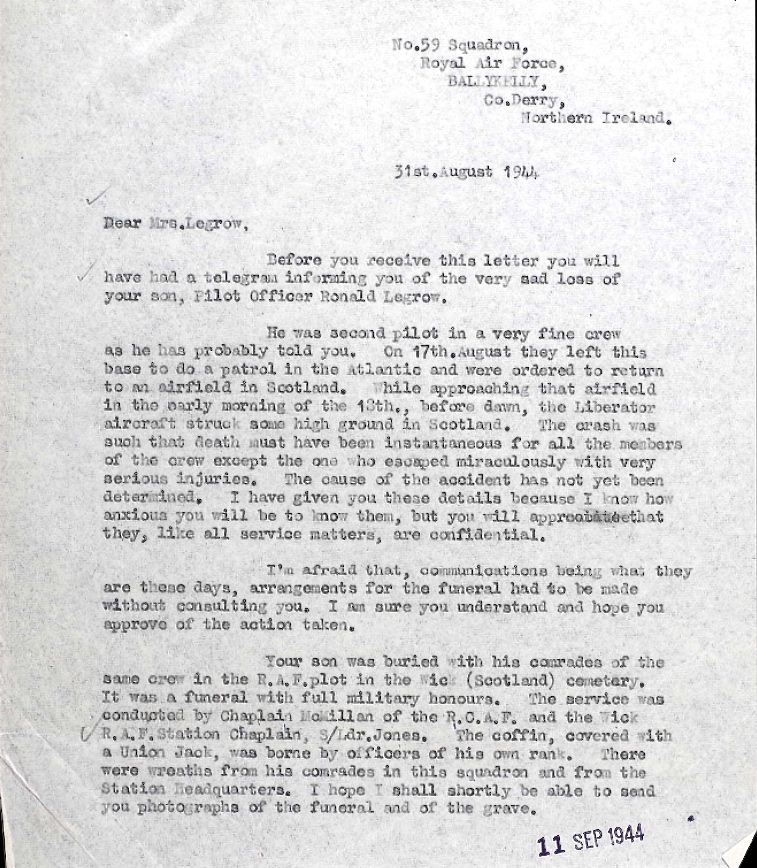 No.59 Squadron,
Royal Air Force,
BALLYKELLY,
Co.Derry,
Northern Ireland.
31st.August 1944
Dear Mrs.Legrow,
Before you receive this letter you will
have had a telegram informing you of the very sad loss of
your son, Pilot Officer Ronald Legrow.
He was second pilot in a very fine crew
as he has probably told you. On 17th.August they left this
base to do a patrol in the Atlantic and were ordered to return
to an airfield in Scotland. While approaching that airfield
in the early morning of the 18th., before dawn, the Liberator
aircraft struck some high ground in Scotland. The crash was
such that death must have been instantaneous for all the members
of the crew except the one who escaped miraculously with very
serious injuries. The cause of the accident has not yet been
determined. I have given you these details because I know how
anxious you will be to know them, but you will that
they, like all service matters, are confidential.
I'm afraid that, communications being what they
are these days, arrangements for the funeral had to be made
without consulting you. I am sure you understand and hope you
approve of the action taken.
Your son was buried with his comrades of the
same crew in the R.A.F.plot in the Wick (Scotland) cemetery.
It was a funeral with full military honours. The service was
conducted by Chaplain McMillan of the R.C.A.F. and the Wick
R.A.F.Station Chaplain, S/Ldr.Jones. The coffin, covered with
a Union Jack, was borne by officers of his own rank. There
were wreaths from his comrades in this squadron and from the
Station Headquarters. I hope I shall shortly be able to send
you photographs of the funeral and of the grave.
11 SEP 1944